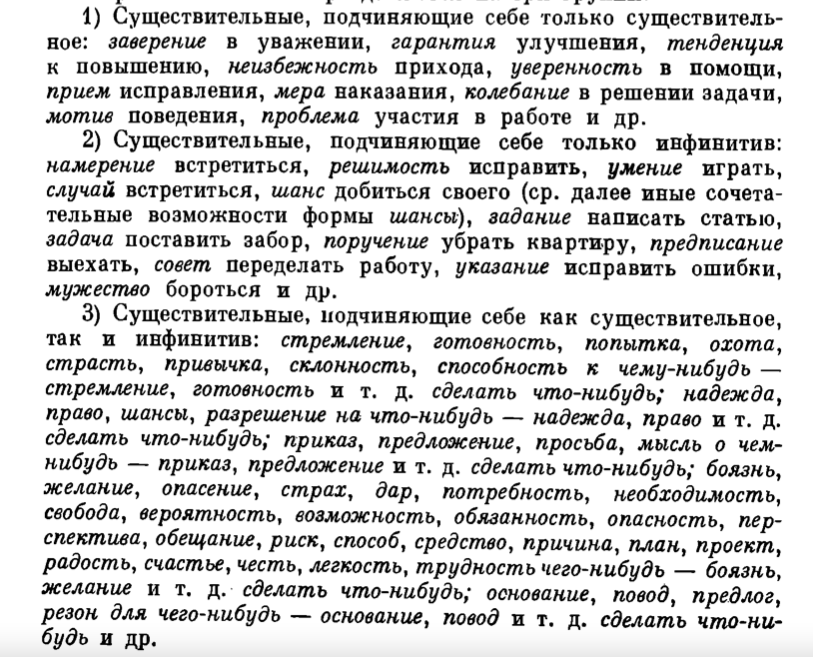 1) Существительные, подчиняющие себе только существитель-
ное: заверение в уважении, гарантия улучшения, тенденция
к повышению, неизбежность прихода, уверенность в помощи,
прием исправления, мера наказания, колебание в решении задачи,
мотив поведения, проблема участия в работе и др.
2) Существительные, подчиняющие себе только инфинитив:
намерение встретиться, решимость исправить, умение играть,
случай встретиться, шанс добиться своего (ср. далее иные сочета-
тельные возможности формы шансы), задание написать статью,
задача поставить забор, поручение убрать квартиру, предписание
выехать, совет переделать работу, указание исправить ошибки,
мужество бороться и др.
3) Существительные, подчиняющие себе как существительное,
так и инфинитив: стремление, готовность, попытка, охота,
страсть, привычка, склонность, способность к чему-нибудь —
стремление, готовность и т. д. сделать что-нибудь; надежда,
право, шансы, разрешение на что-нибудь — надежда, право и т. д.
сделать что-нибудь; приказ, предложение, просьба, мысль о чем-
нибудь — приказ, предложение и т. д. сделать что-нибудь; боязнь,
желание, опасение, страх, дар, потребность, необходимость,
свобода, вероятность, возможность, обязанность, опасность, пер-
спектива, обещание, риск, способ, средство, причина, план, проект,
радость, счастье, честь, легкость, трудность чего-нибудь — боязнь,
желание и т. д. сделать что-нибудь; основание, повод, предлог,
резон для чего-нибудь — основание, повод и т. д. сделать что-ни-
будь и др.